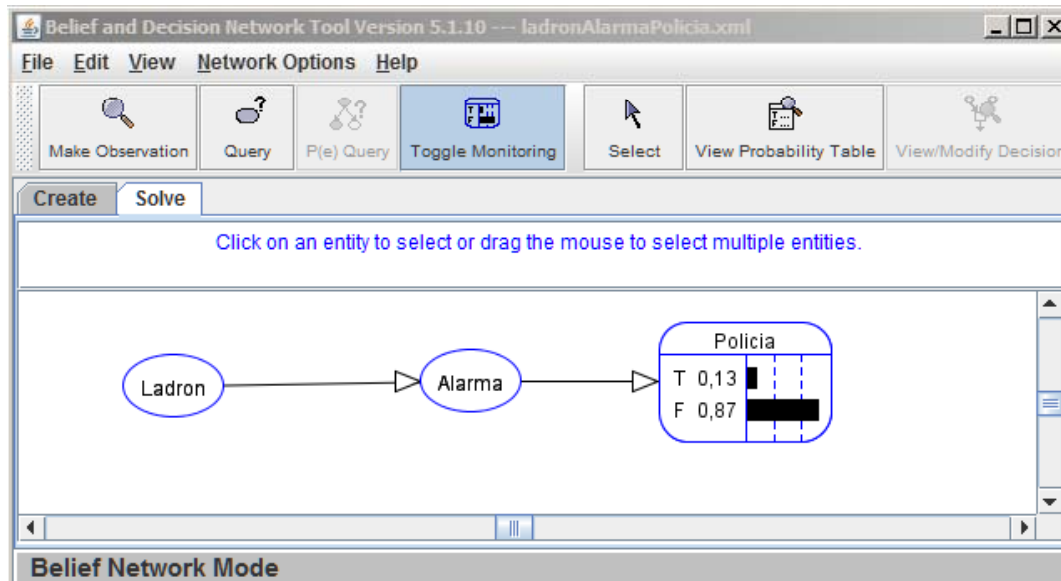 Belief and Decision Network Tool Version 5.1.10 --- ladronAlarmaPolicia.xml
File Edit View Network Options Help
Make Observation Query P(e) Query Toggle Monitoring Select View Probability Table View/Modify Decision
Create Solve
Click on an entity to select or drag the mouse to select multiple entities.
Policia
Ladron Alarma T 0,13
F 0,87
Belief Network Mode